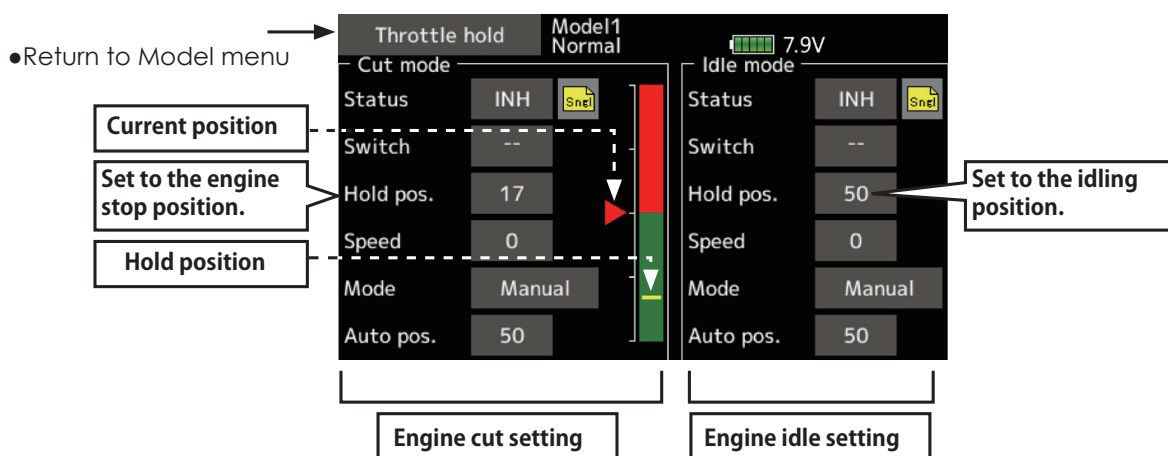 Throttle hold
Model1
Normal
7.9V
●Return to Model menu
Cut mode
Status INH Sngl
Switch --
Hold pos. 17
Speed 0
Mode Manual
Auto pos. 50
Idle mode
Status INH Sngl
Switch --
Hold pos. 50
Speed 0
Mode Manual
Auto pos. 50
Current position
Set to the engine
stop position.
Hold position
Set to the idling
position.
Engine cut setting
Engine idle setting